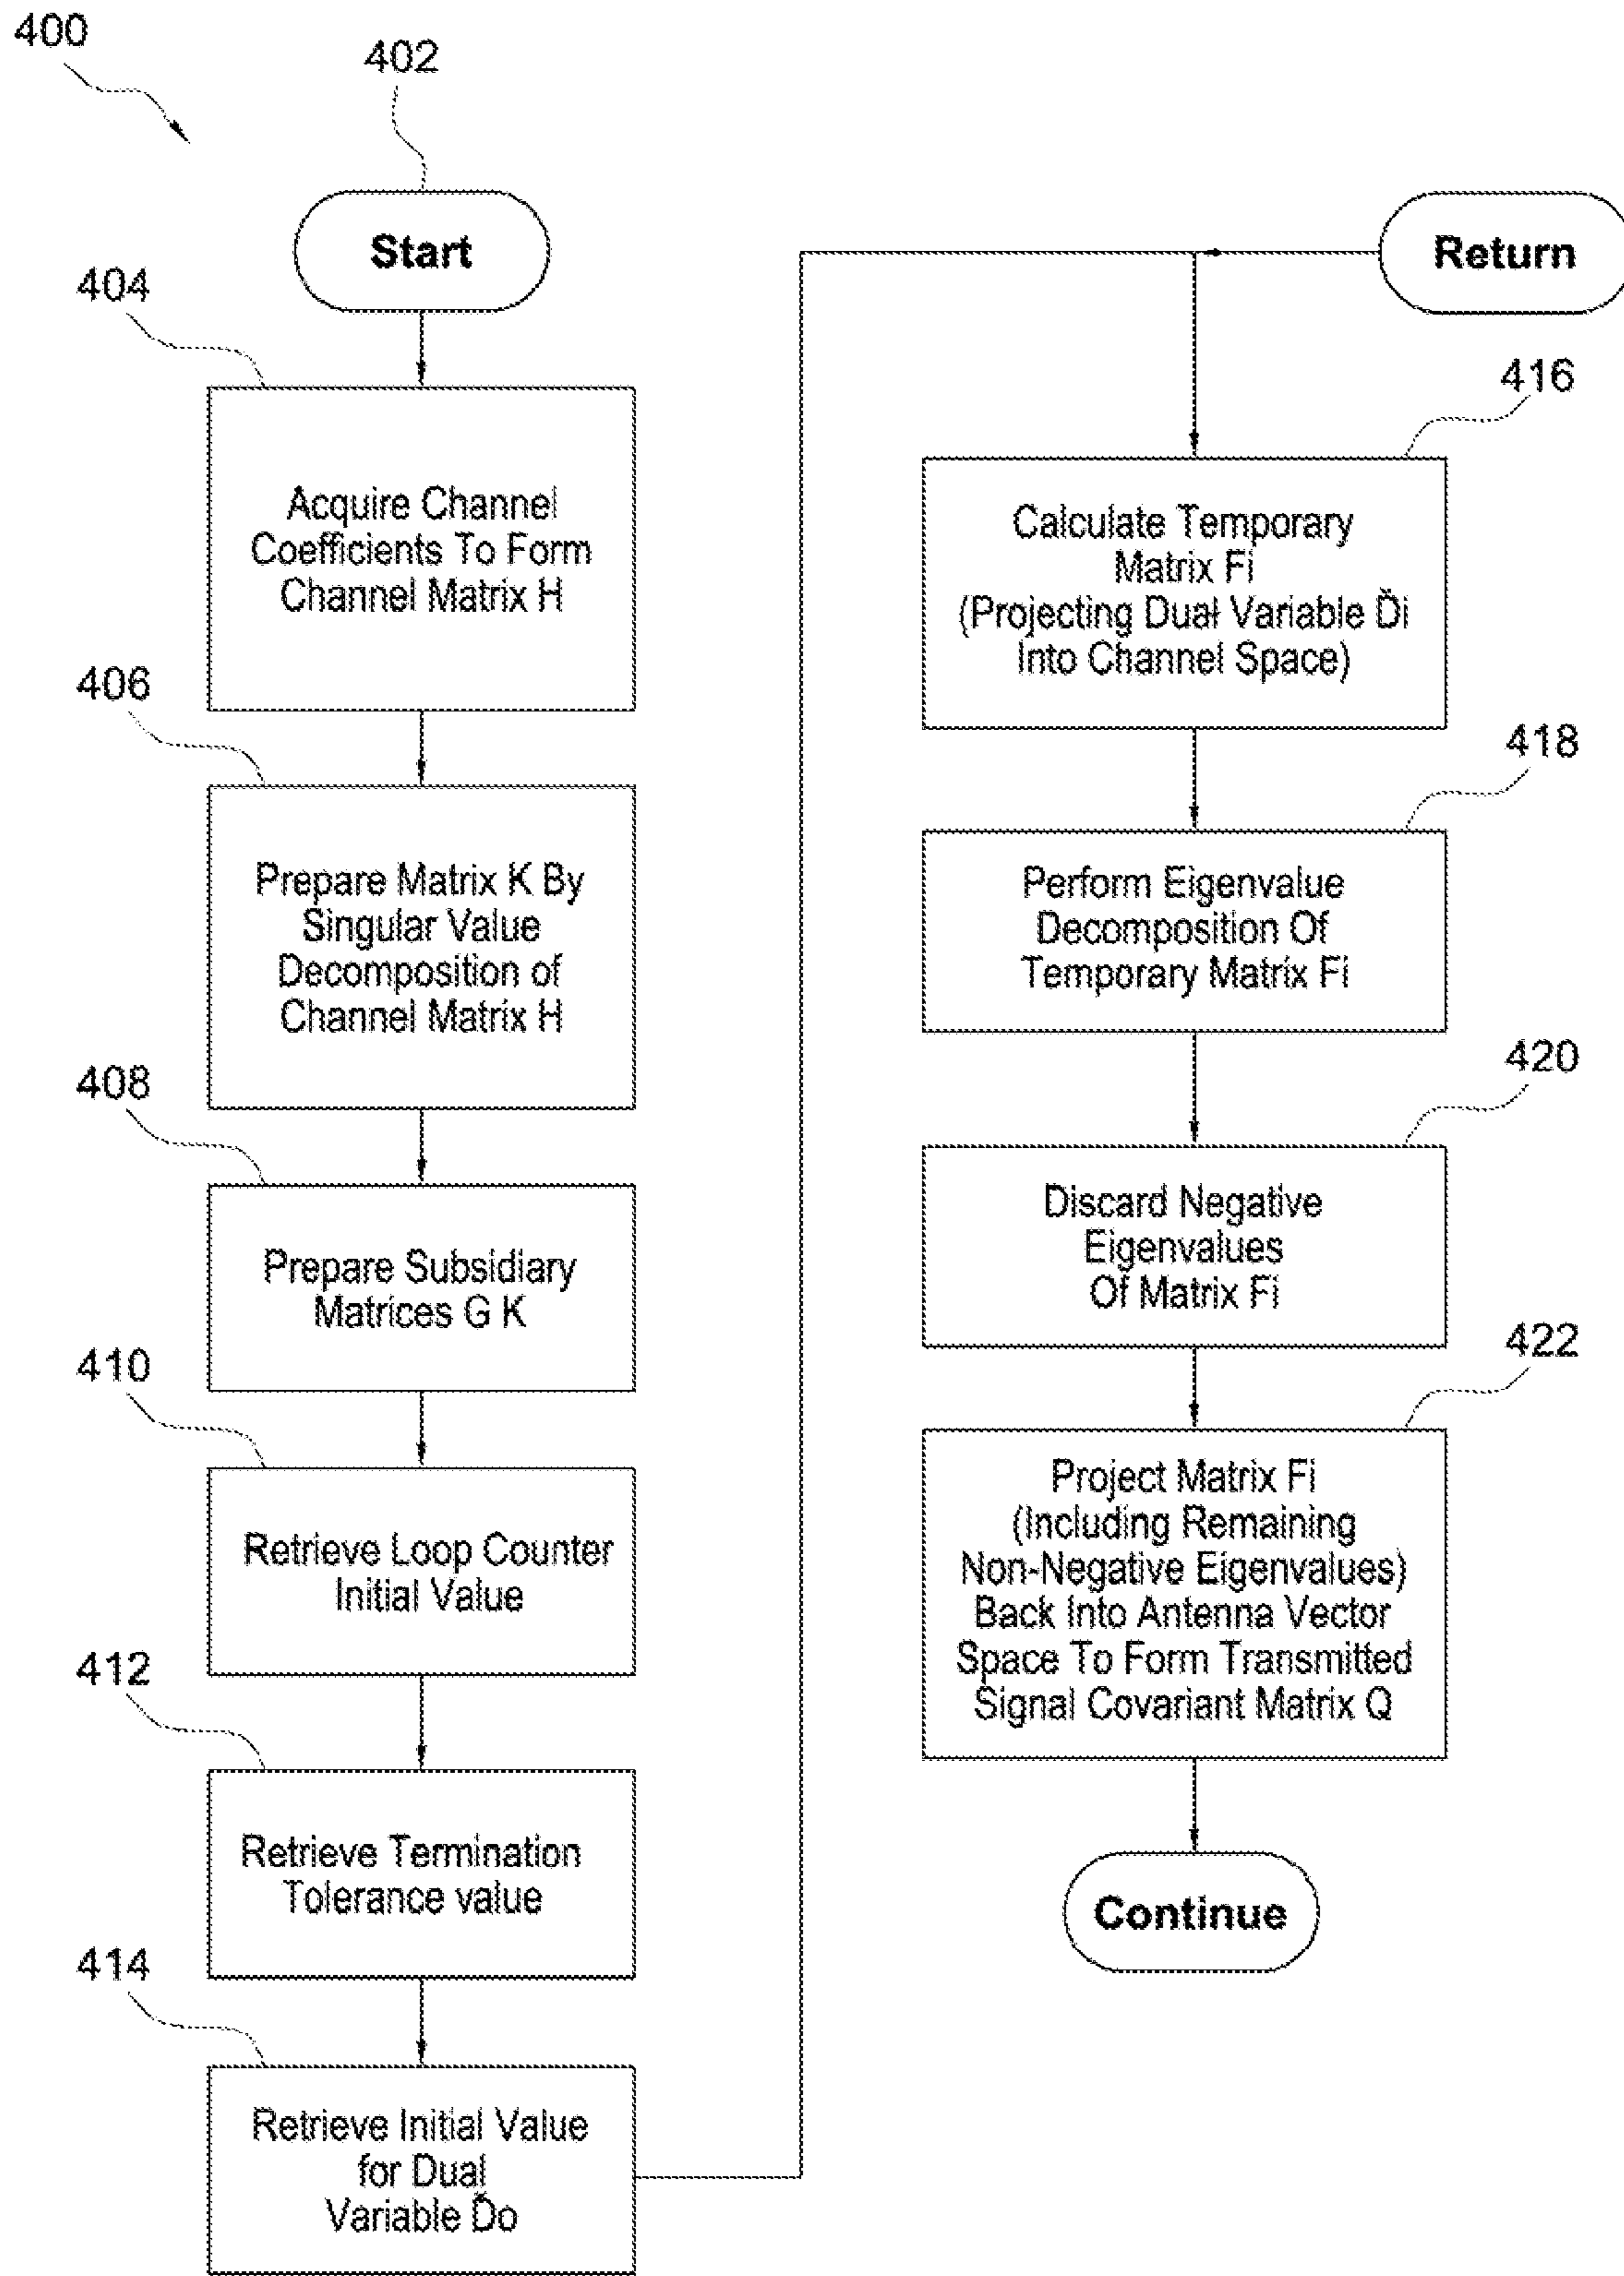 400
402
Start
404
Acquire Channel
Coefficients To Form
Channel Matrix H
406
Prepare Matrix K By
Singular Value
Decomposition of
Channel Matrix H
408
Prepare Subsidiary
Matrices G K
410
Retrieve Loop Counter
Initial Value
412
Retrieve Termination
Tolerance value
414
Retrieve Initial Value
for Dual
Variable Ďo
Return
416
Calculate Temporary
Matrix Fi
(Projecting Dual Variable Ďi
Into Channel Space)
418
Perform Eigenvalue
Decomposition Of
Temporary Matrix Fi
420
Discard Negative
Eigenvalues
Of Matrix Fi
422
Project Matrix Fi
(Including Remaining
Non-Negative Eigenvalues)
Back Into Antenna Vector
Space To Form Transmitted
Signal Covariant Matrix Q
Continue